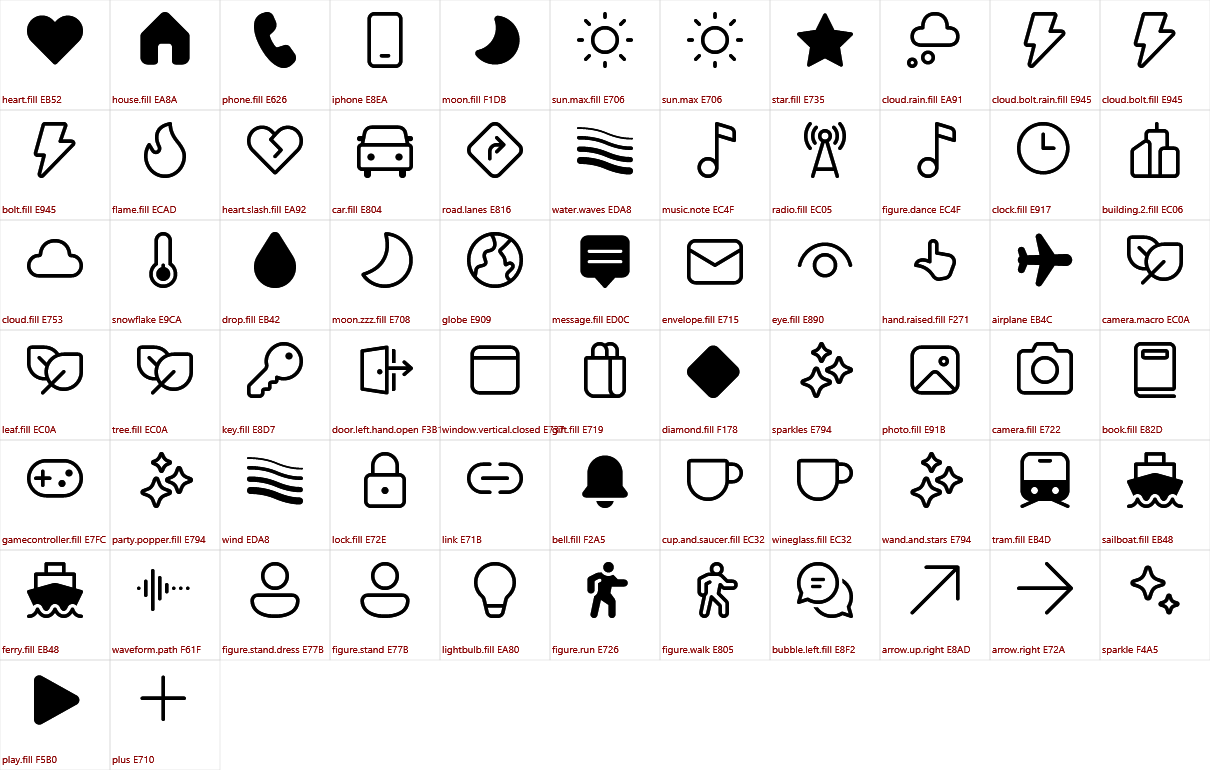 heart.fill EB52
house.fill EA8A
phone.fill E626
iphone E8EA
moon.fill F1DB
sun.max.fill E706
sun.max E706
star.fill E735
cloud.rain.fill EA91
cloud.bolt.rain.fill E945
cloud.bolt.fill E945
bolt.fill E945
flame.fill ECAD
heart.slash.fill EA92
car.fill E804
road.lanes E816
water.waves EDA8
music.note EC4F
radio.fill EC05
figure.dance EC4F
clock.fill E917
building.2.fill EC06
cloud.fill E753
snowflake E9CA
drop.fill EB42
moon.zzz.fill E708
globe E909
message.fill ED0C
envelope.fill E715
eye.fill E890
hand.raised.fill F271
airplane EB4C
camera.macro EC0A
leaf.fill EC0A
tree.fill EC0A
key.fill E8D7
door.left.hand.open F3B1
window.vertical.closed
gift.fill E719
diamond.fill F178
sparkles E794
photo.fill E91B
camera.fill E722
book.fill E82D
gamecontroller.fill E7FC
party.popper.fill E794
wind EDA8
lock.fill E72E
link E71B
bell.fill F2A5
cup.and.saucer.fill EC32
wineglass.fill EC32
wand.and.stars E794
tram.fill EB4D
sailboat.fill EB48
ferry.fill EB48
waveform.path F61F
figure.stand.dress E77B
figure.stand E77B
lightbulb.fill EA80
figure.run E726
figure.walk E805
bubble.left.fill E8F2
arrow.up.right E8AD
arrow.right E72A
sparkle F4A5
play.fill F5B0
plus E710